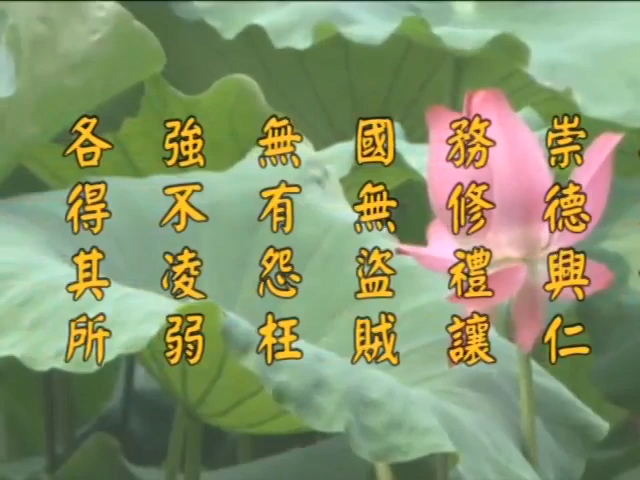 崇德興仁
務修禮讓
國無盜賊
無有怨枉
強不凌弱
各得其所